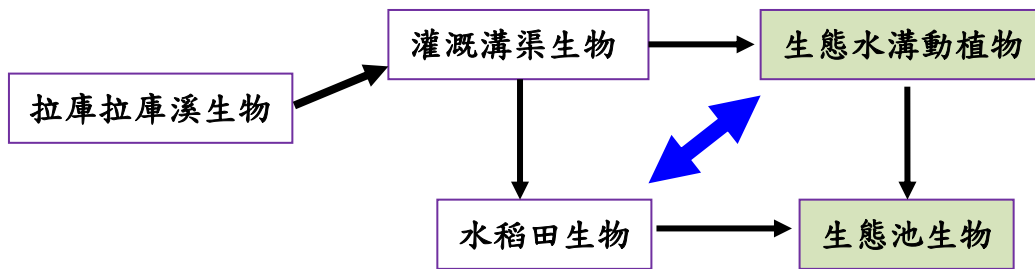 灌溉溝渠生物
生態水溝動植物
拉庫拉庫溪生物
水稻田生物
生態池生物